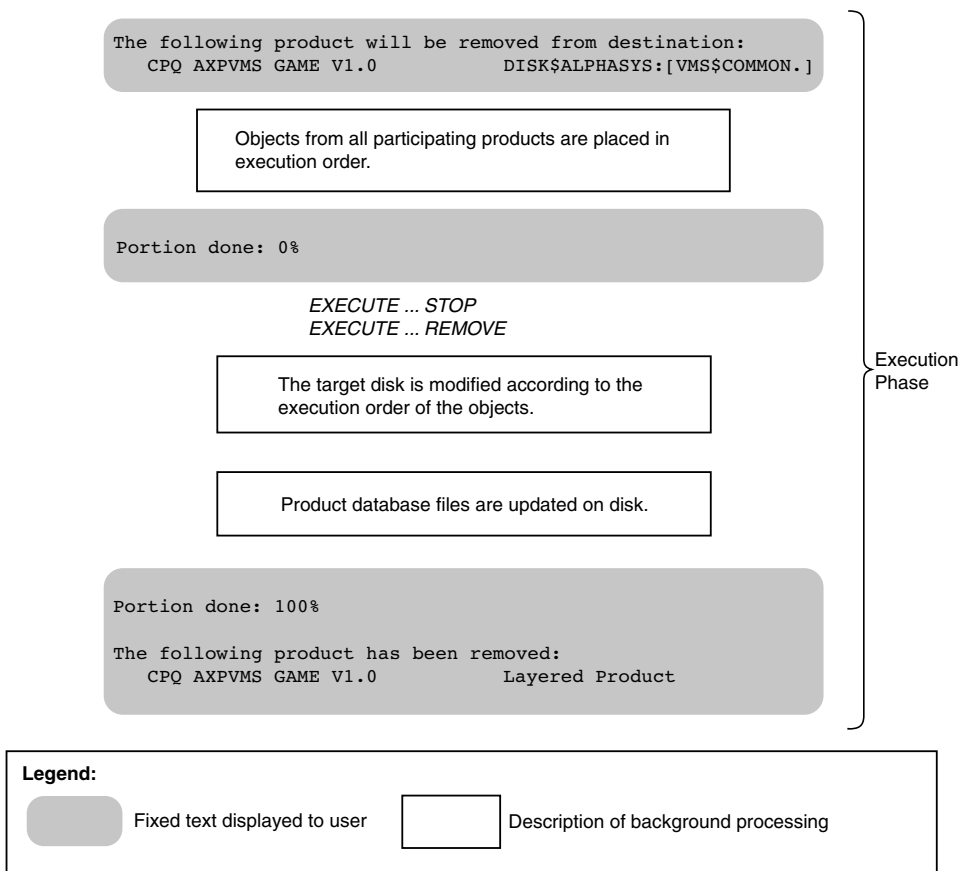 The following product will be removed from destination:
CPQ AXPVMS GAME V1.0 DISK$ALPHASYS:[VMS$COMMON.]
Objects from all participating products are placed in
execution order.
Portion done: 0%
EXECUTE ... STOP
EXECUTE ... REMOVE
The target disk is modified according to the
execution order of the objects.
Execution
Phase
Product database files are updated on disk.
Portion done: 100%
The following product has been removed:
CPQ AXPVMS GAME V1.0 Layered Product
Legend:
Fixed text displayed to user
Description of background processing